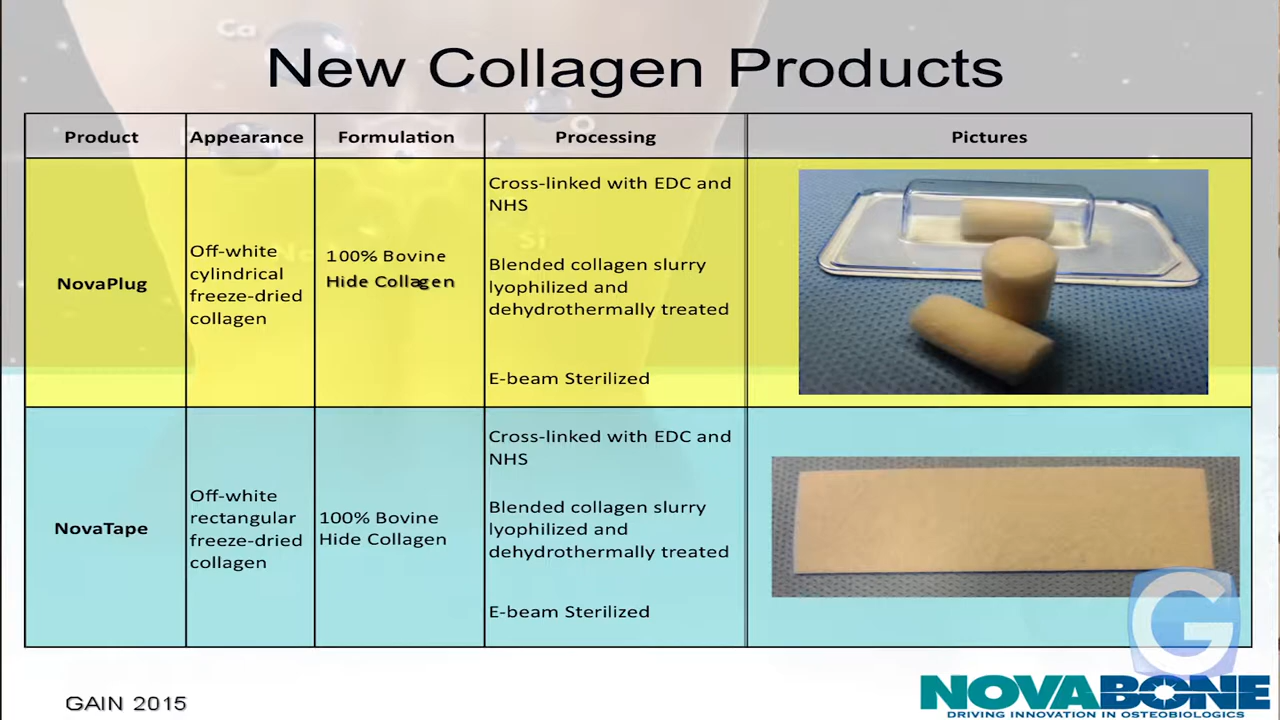 New Collagen Products
Product Appearance Formulation Processing Pictures
NovaPlug
Off-white
cylindrical
freeze-dried
collagen
100% Bovine
Hide Collagen
Cross-linked with EDC and
NHS
Blended collagen slurry
lyophilized and
dehydrothermally treated
E-beam Sterilized
NovaTape
Off-white
rectangular
freeze-dried
collagen
100% Bovine
Hide Collagen
Cross-linked with EDC and
NHS
Blended collagen slurry
lyophilized and
dehydrothermally treated
E-beam Sterilized
G
GAIN 2015
NOVABONE
DRIVING INNOVATION IN OSTEOBIOLOGICS
Ca
O
Si